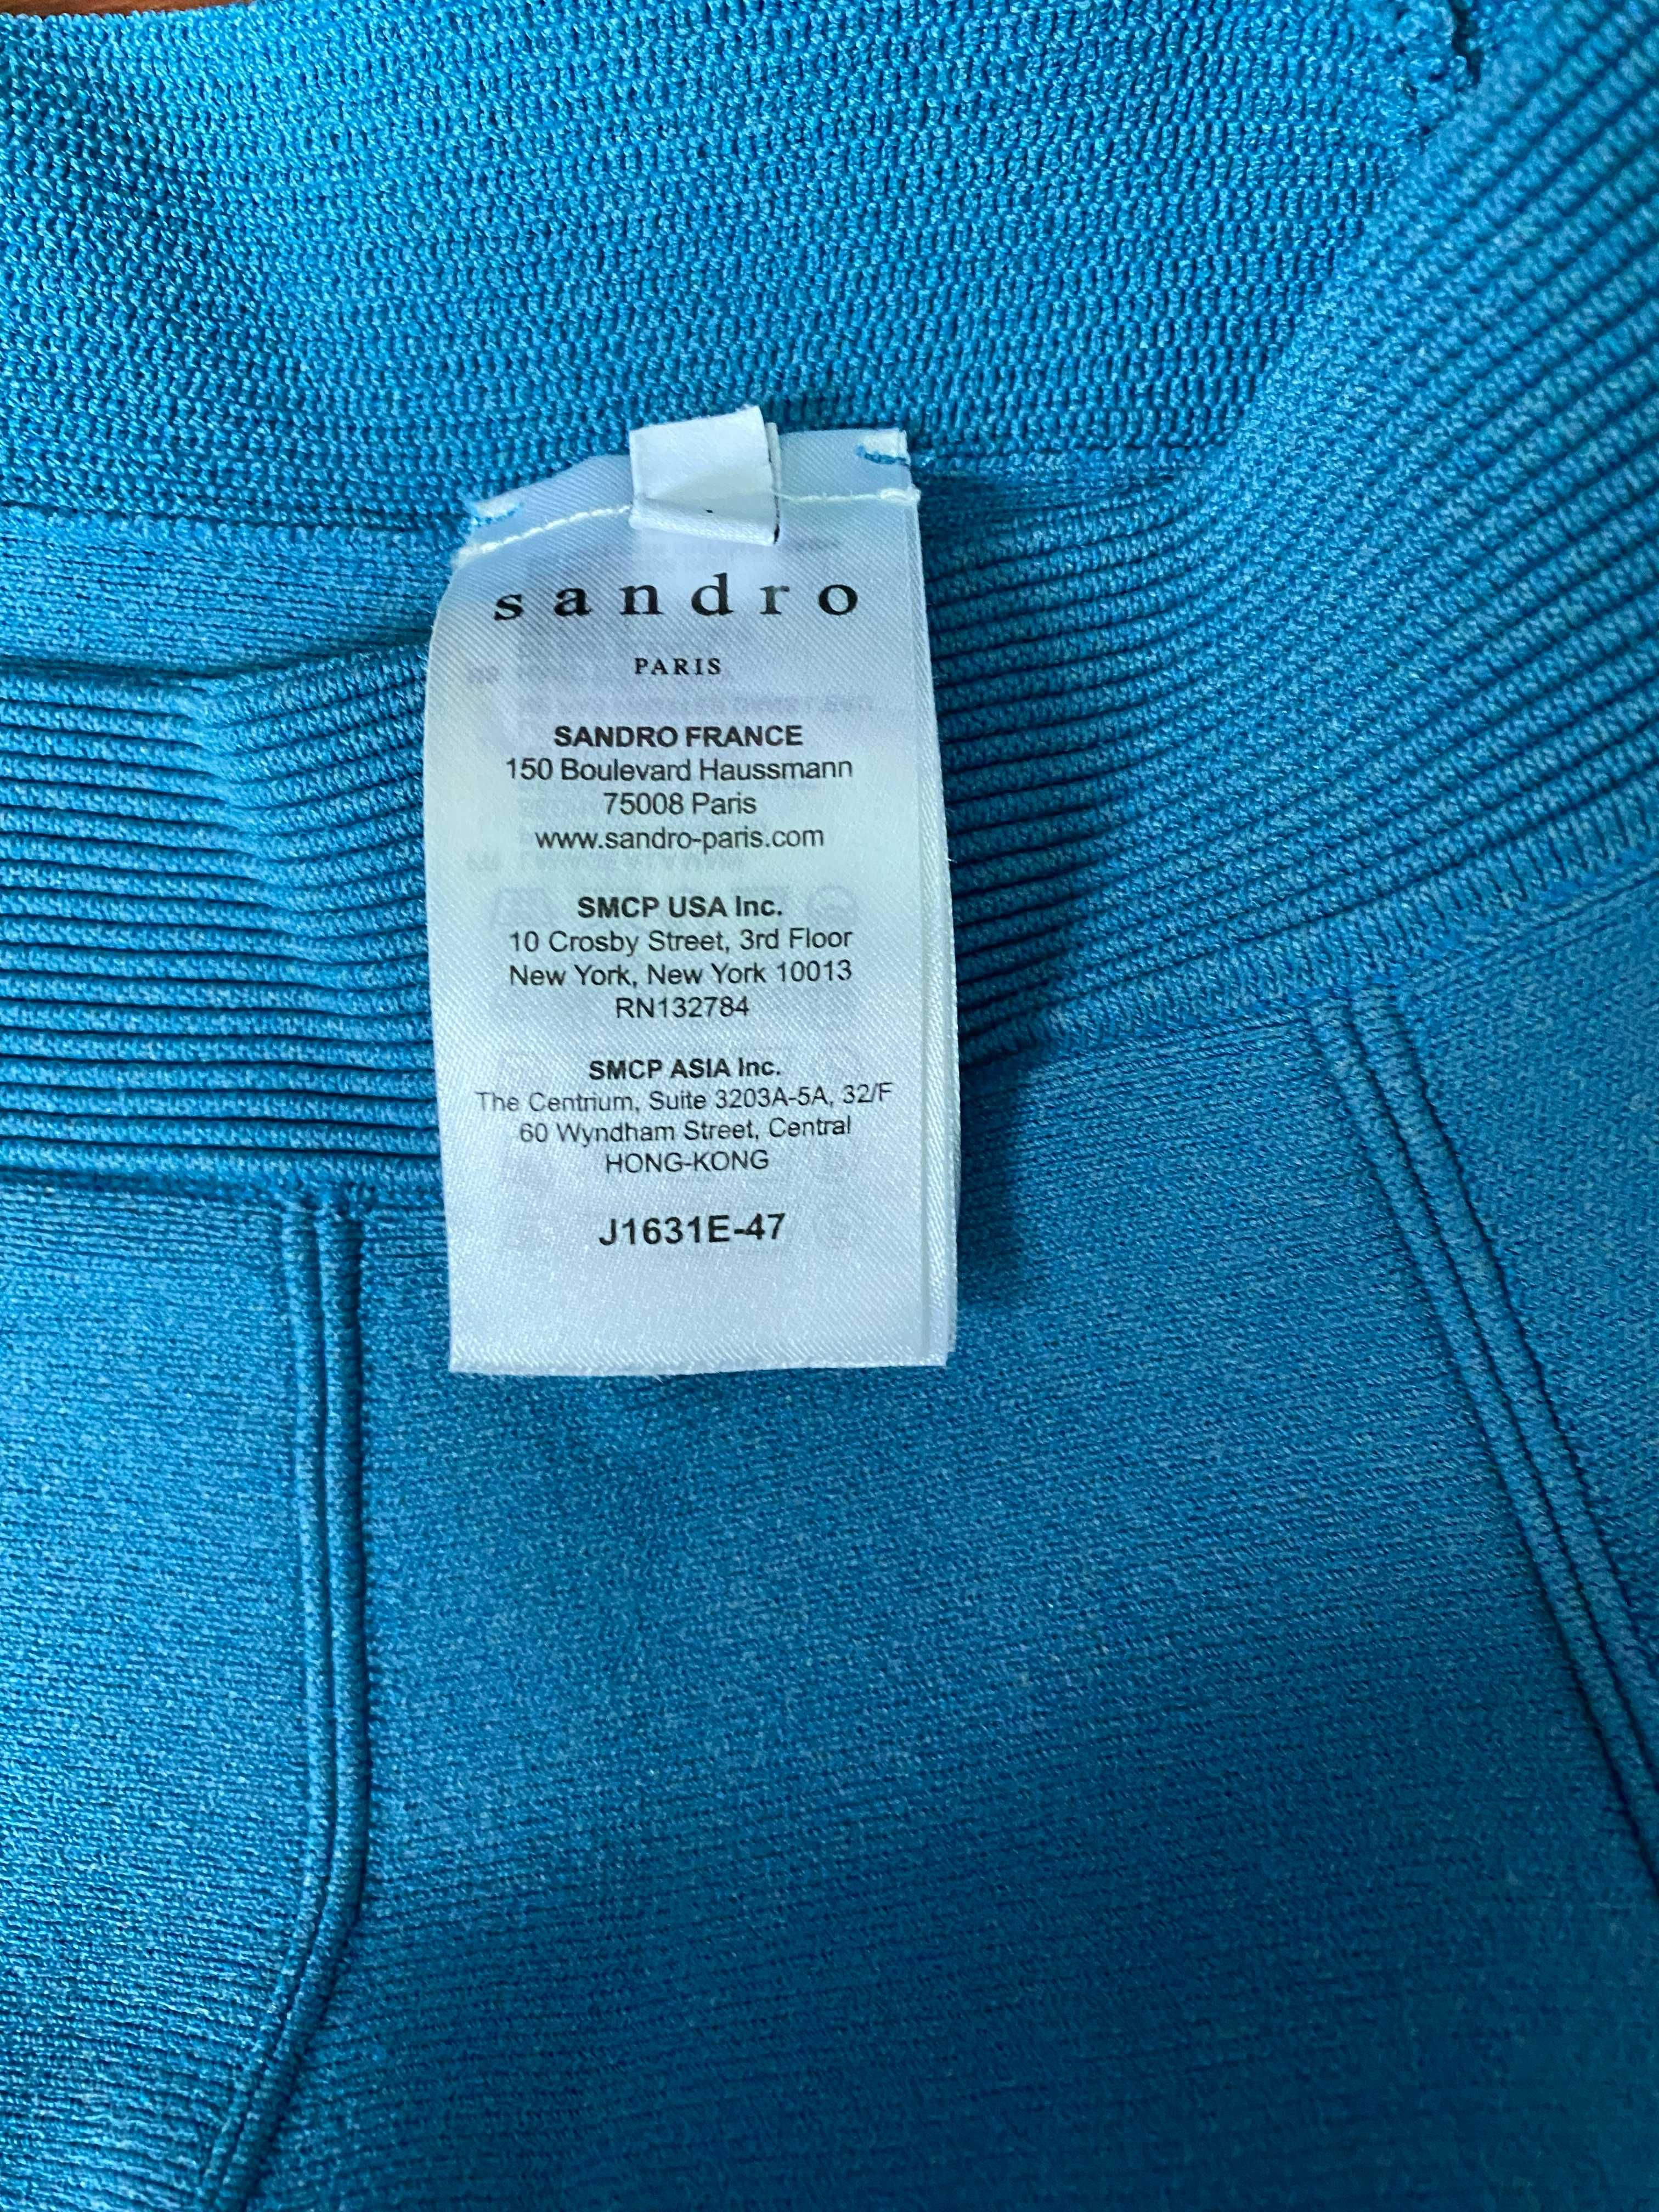 sandro
PARIS
SANDRO FRANCE
150 Boulevard Haussmann
75008 Paris
www.sandro-paris.com
SMCP USA Inc.
10 Crosby Street, 3rd Floor
New York, New York 10013
RN132784
SMCP ASIA Inc.
The Centrium, Suite 3203A-5A, 32/F
60 Wyndham Street, Central
HONG-KONG
J1631E-47